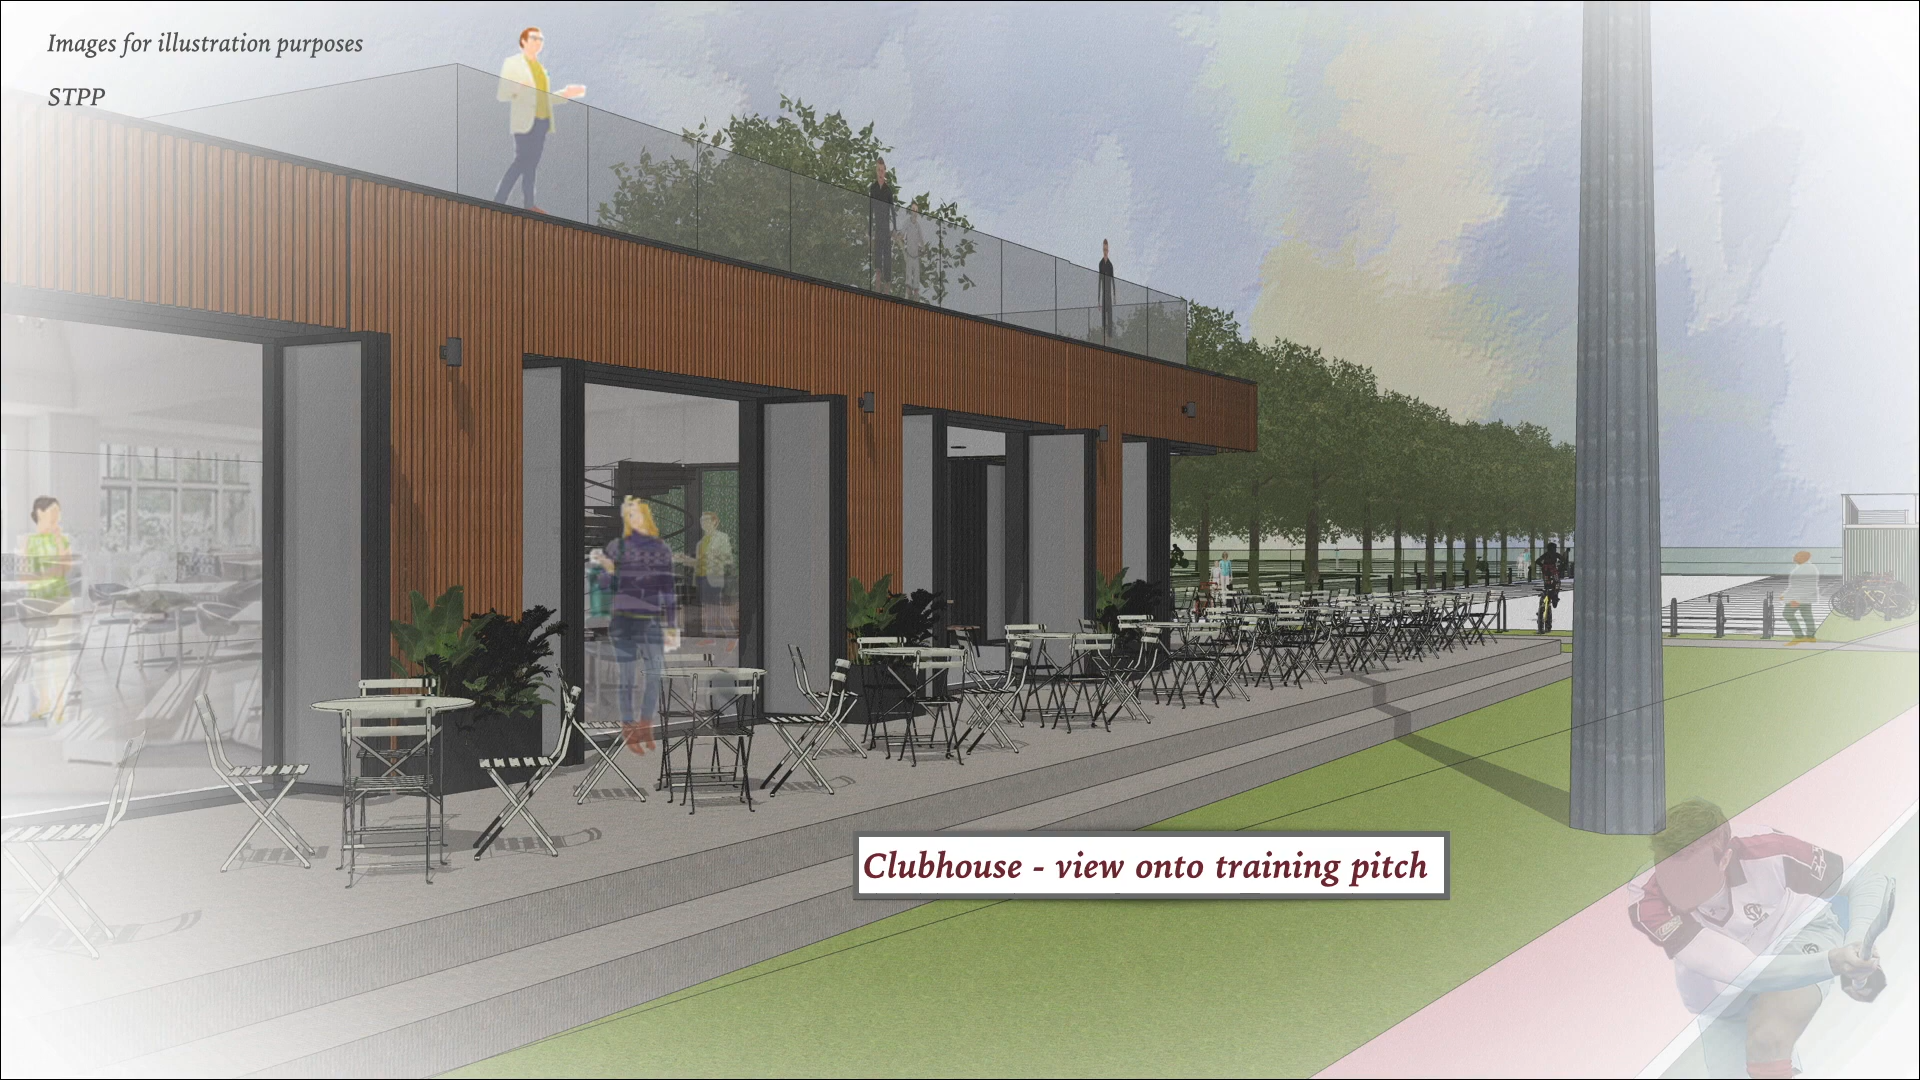 Images for illustration purposes
STPP
Clubhouse - view onto training pitch